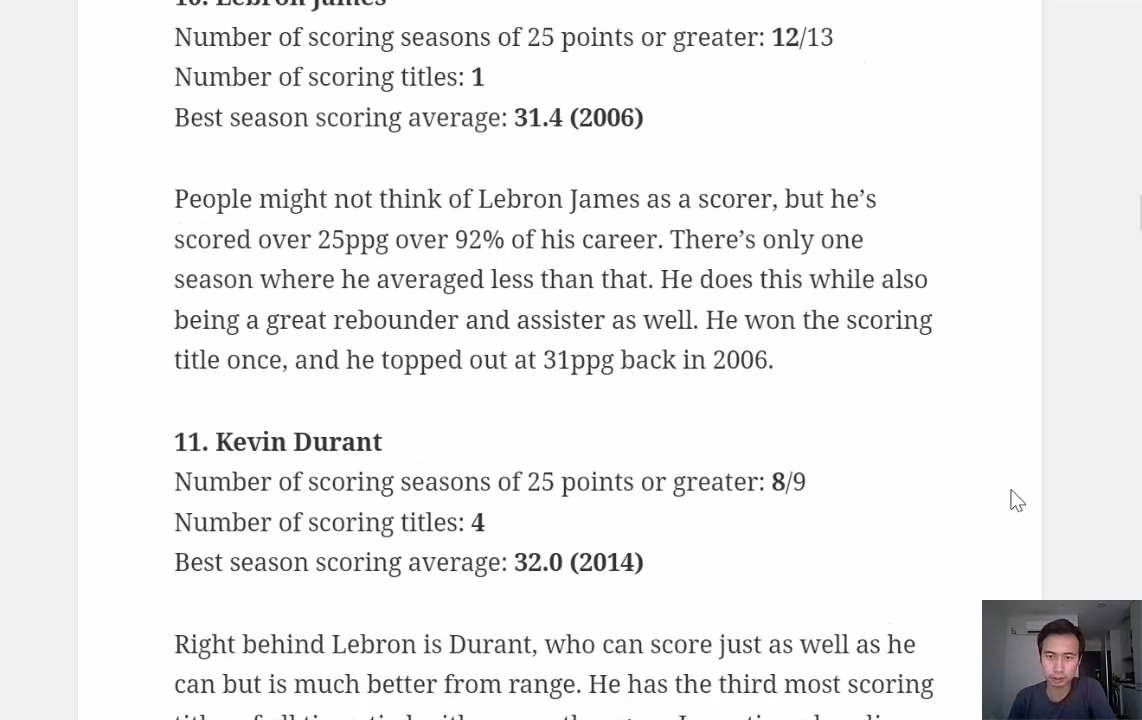 10. Lebron James
Number of scoring seasons of 25 points or greater: 12/13
Number of scoring titles: 1
Best season scoring average: 31.4 (2006)
People might not think of Lebron James as a scorer, but he’s
scored over 25ppg over 92% of his career. There’s only one
season where he averaged less than that. He does this while also
being a great rebounder and assister as well. He won the scoring
title once, and he topped out at 31ppg back in 2006.
11. Kevin Durant
Number of scoring seasons of 25 points or greater: 8/9
Number of scoring titles: 4
Best season scoring average: 32.0 (2014)
Right behind Lebron is Durant, who can score just as well as he
can but is much better from range. He has the third most scoring